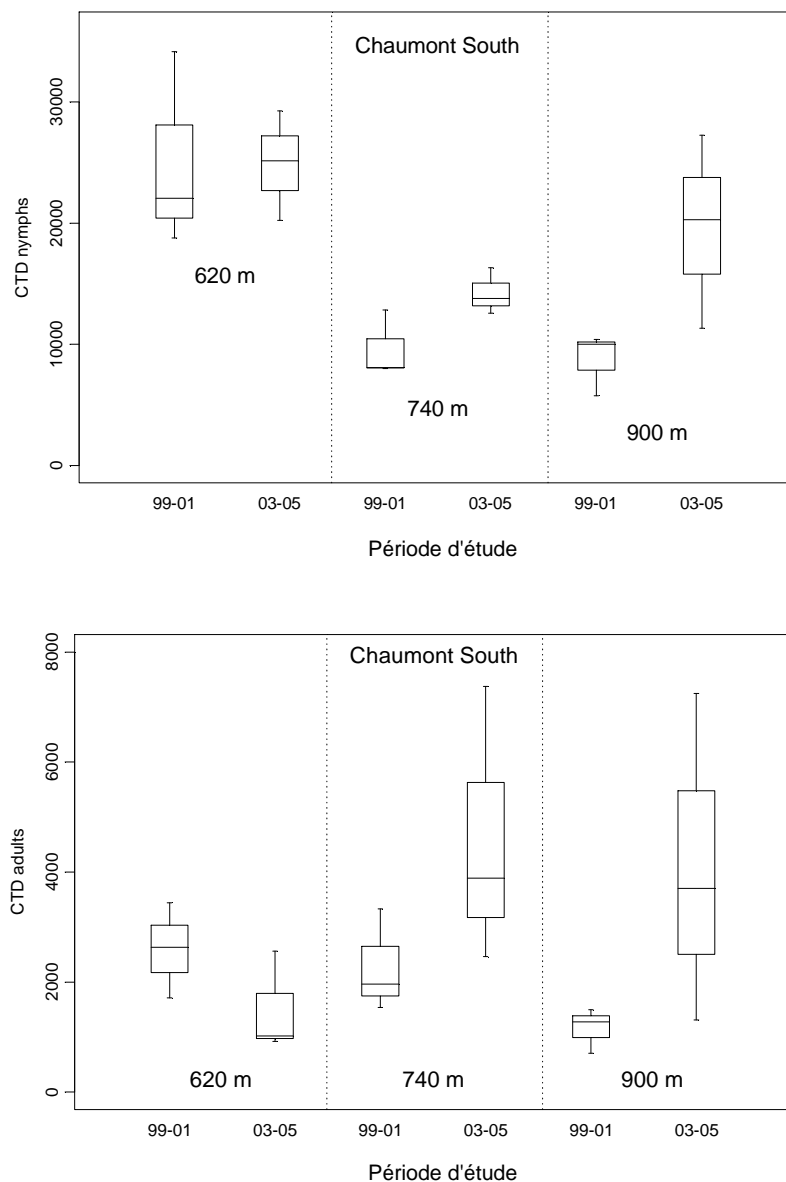 Chaumont South
30000
20000
10000
0
CTD nymphs
620 m
740 m
900 m
99-01 03-05 99-01 03-05 99-01 03-05
Période d'étude
Chaumont South
8000
6000
4000
2000
0
CTD adults
620 m 740 m 900 m
99-01 03-05 99-01 03-05 99-01 03-05
Période d'étude